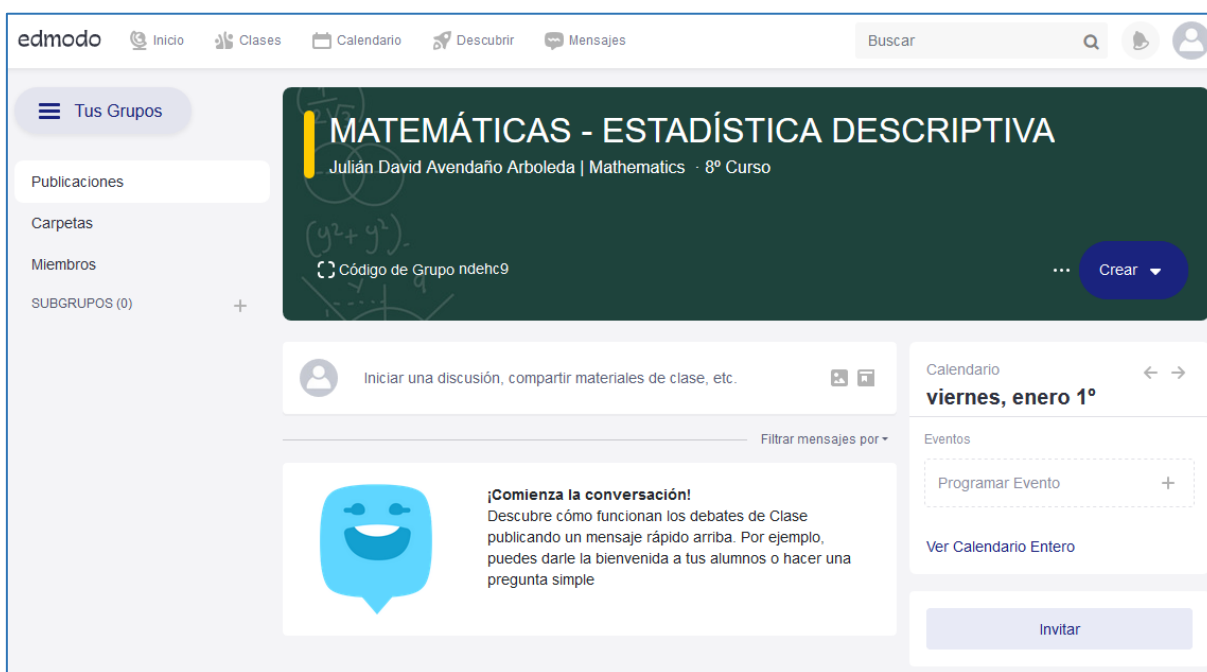 edmodo Inicio Clases Calendario Descubrir Mensajes Buscar
Tus Grupos
Publicaciones
Carpetas
Miembros
SUBGRUPOS (0) +
MATEMÁTICAS - ESTADÍSTICA DESCRIPTIVA
Julián David Avendaño Arboleda | Mathematics · 8º Curso
(y²+ y²).
Código de Grupo ndehc9
... Crear
Iniciar una discusión, compartir materiales de clase, etc.
Filtrar mensajes por
¡Comienza la conversación!
Descubre cómo funcionan los debates de Clase
publicando un mensaje rápido arriba. Por ejemplo,
puedes darle la bienvenida a tus alumnos o hacer una
pregunta simple
Calendario
viernes, enero 1º
Eventos
Programar Evento +
Ver Calendario Entero
Invitar